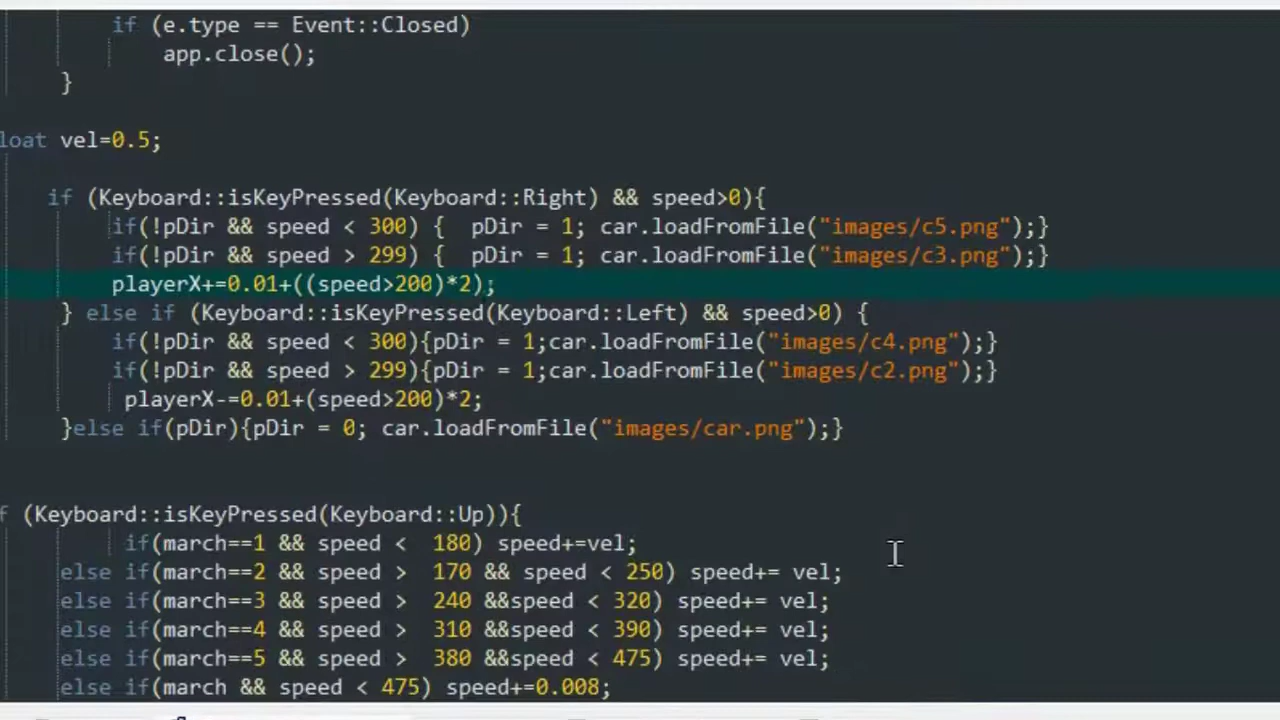 if (e.type == Event::Closed)
app.close();
}
loat vel=0.5;
if (Keyboard::isKeyPressed(Keyboard::Right) && speed>0){
if(!pDir && speed < 300) {  pDir = 1; car.loadFromFile("images/c5.png");}
if(!pDir && speed > 299) {  pDir = 1; car.loadFromFile("images/c3.png");}
playerX+=0.01+((speed>200)*2);
} else if (Keyboard::isKeyPressed(Keyboard::Left) && speed>0) {
if(!pDir && speed < 300){pDir = 1;car.loadFromFile("images/c4.png");}
if(!pDir && speed > 299){pDir = 1;car.loadFromFile("images/c2.png");}
playerX-=0.01+(speed>200)*2;
}else if(pDir){pDir = 0; car.loadFromFile("images/car.png");}
f (Keyboard::isKeyPressed(Keyboard::Up)){
if(march==1 && speed <  180) speed+=vel;
else if(march==2 && speed >  170 && speed < 250) speed+= vel;
else if(march==3 && speed >  240 &&speed < 320) speed+= vel;
else if(march==4 && speed >  310 &&speed < 390) speed+= vel;
else if(march==5 && speed >  380 &&speed < 475) speed+= vel;
else if(march && speed < 475) speed+=0.008;